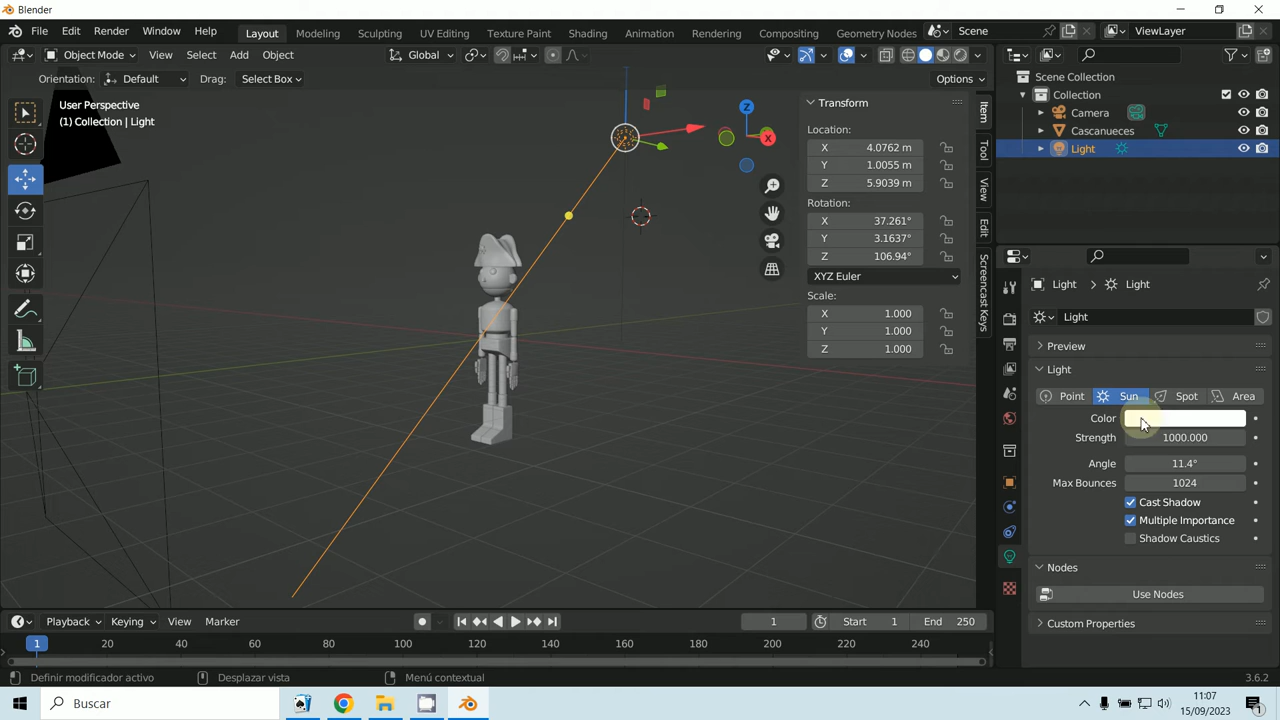 Blender
File Edit Render Window Help Layout Modeling Sculpting UV Editing Texture Paint Shading Animation Rendering Compositing Geometry Nodes Scene ViewLayer
Object Mode View Select Add Object Global Options
Orientation: Default Drag: Select Box
User Perspective
(1) Collection | Light
Transform
Location:
X 4.0762 m
Y 1.0055 m
Z 5.9039 m
Rotation:
X 37.261°
Y 3.1637°
Z 106.94°
XYZ Euler
Scale:
X 1.000
Y 1.000
Z 1.000
Item
Tool
View
Edit
Screencast Keys
Z
X
Scene Collection
Collection
Camera
Cascanueces
Light
Light > Light
Light
Preview
Light
Point Sun Spot Area
Color
Strength 1000.000
Angle 11.4°
Max Bounces 1024
Cast Shadow
Multiple Importance
Shadow Caustics
Nodes
Use Nodes
Custom Properties
Playback Keying View Marker 1 Start 1 End 250
1 20 40 60 80 100 120 140 160 180 200 220 240
Definir modificador activo Desplazar vista Menú contextual 3.6.2
Buscar
11:07
15/09/2023
1